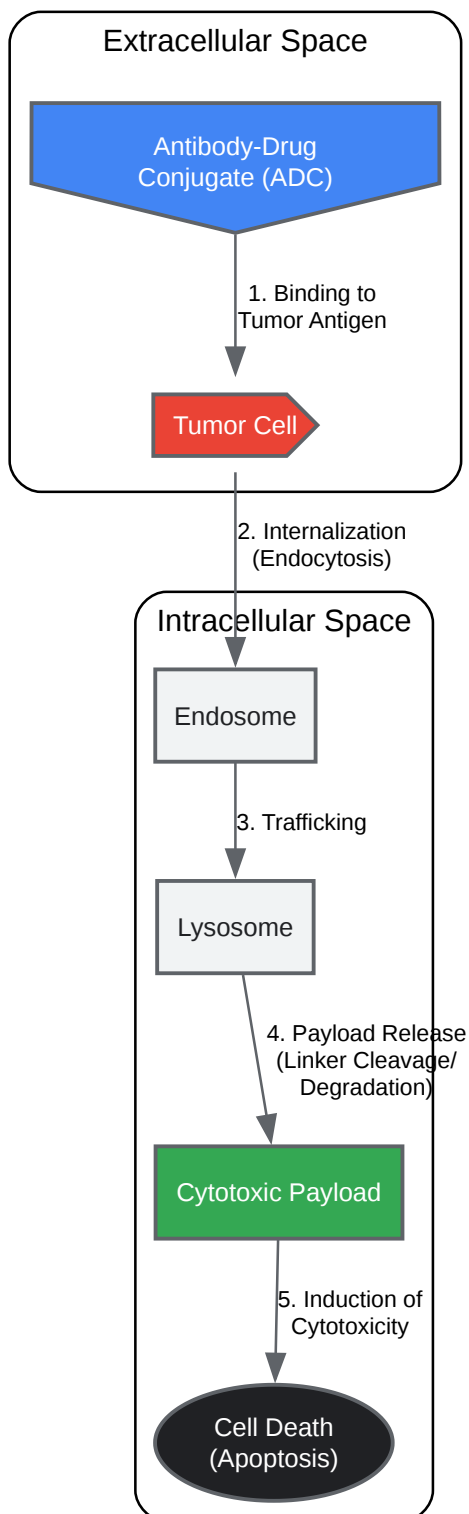 Extracellular Space
Antibody-Drug
Conjugate (ADC)
1. Binding to
Tumor Antigen
Tumor Cell
2. Internalization
(Endocytosis)
Intracellular Space
Endosome
3. Trafficking
Lysosome
4. Payload Release
(Linker Cleavage/
Degradation)
Cytotoxic Payload
5. Induction of
Cytotoxicity
Cell Death
(Apoptosis)